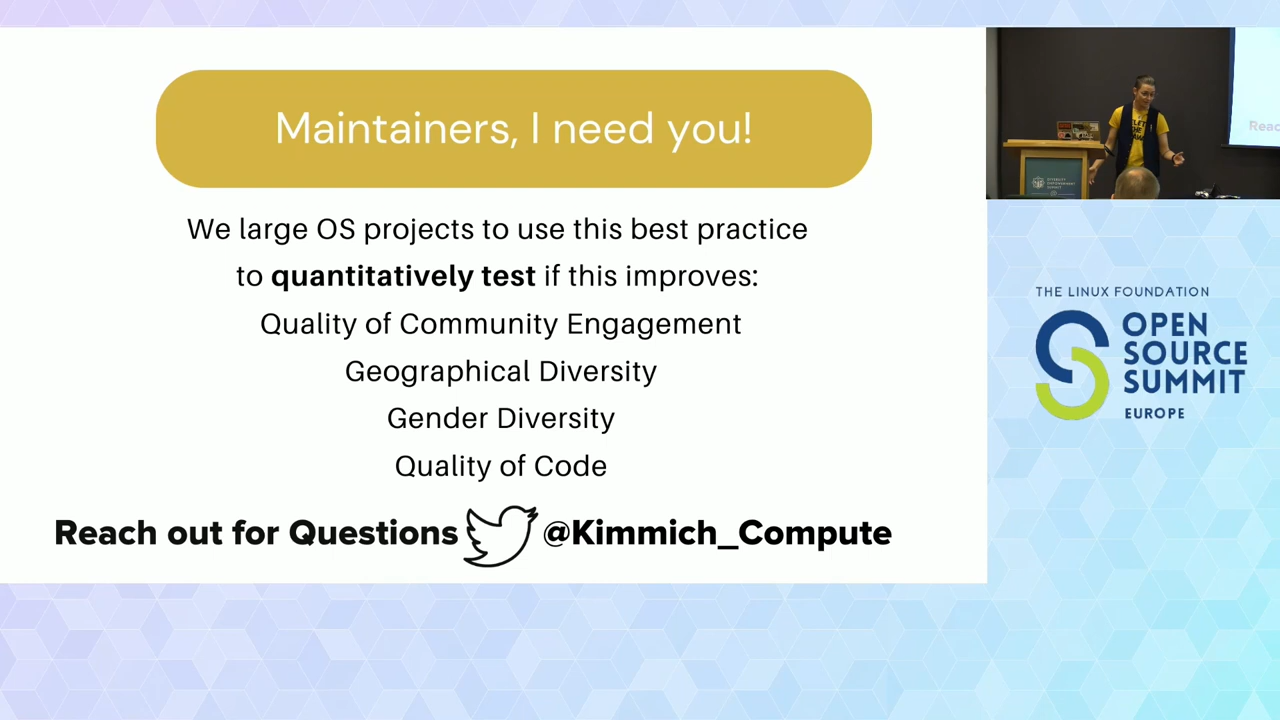 Maintainers, I need you!
We large OS projects to use this best practice
to quantitatively test if this improves:
Quality of Community Engagement
Geographical Diversity
Gender Diversity
Quality of Code
Reach out for Questions @Kimmich_Compute
Reac
THE LINUX FOUNDATION
OPEN
SOURCE
SUMMIT
EUROPE